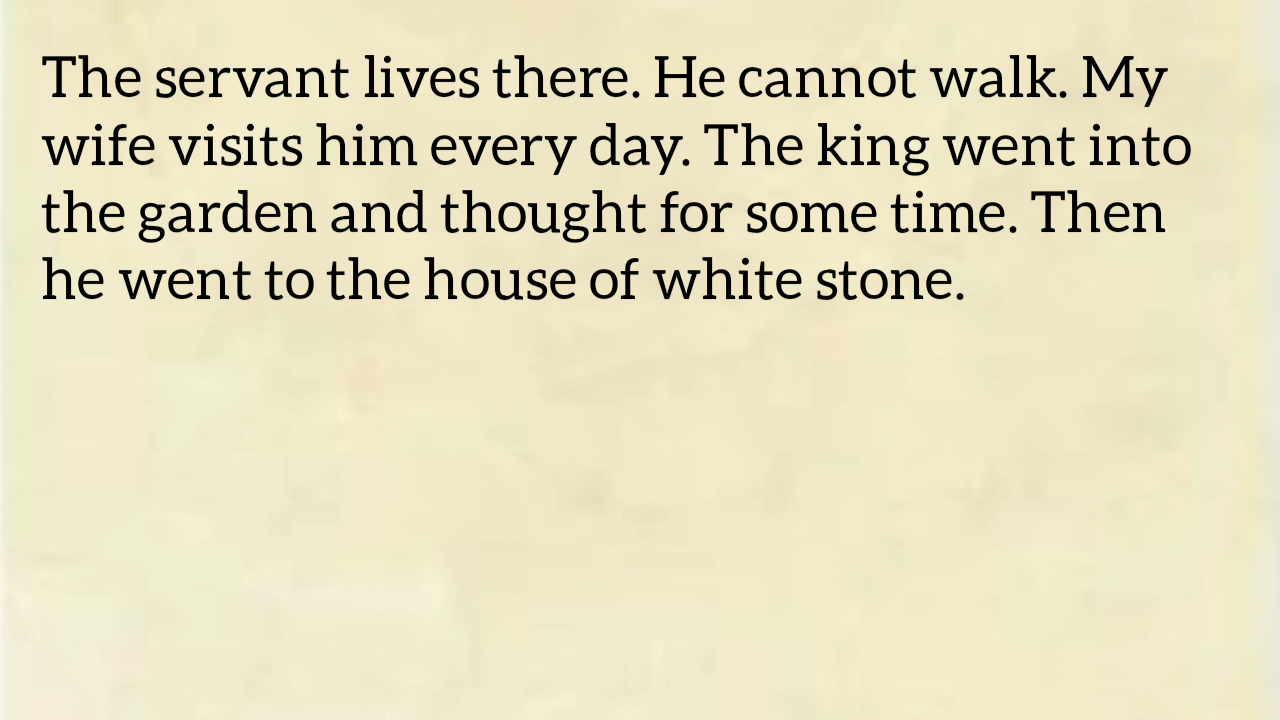 The servant lives there. He cannot walk. My
wife visits him every day. The king went into
the garden and thought for some time. Then
he went to the house of white stone.